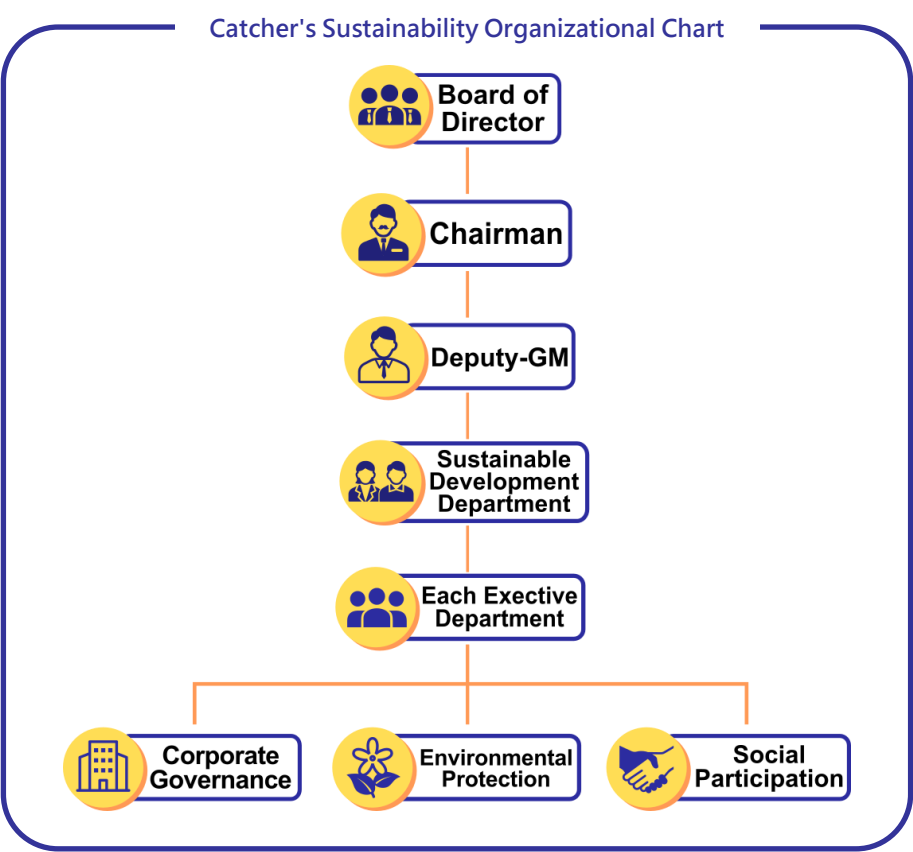 Catcher's Sustainability Organizational Chart
Board of
Director
Chairman
Deputy-GM
Sustainable
Development
Department
Each Exective
Department
Corporate
Governance
Environmental
Protection
Social
Participation